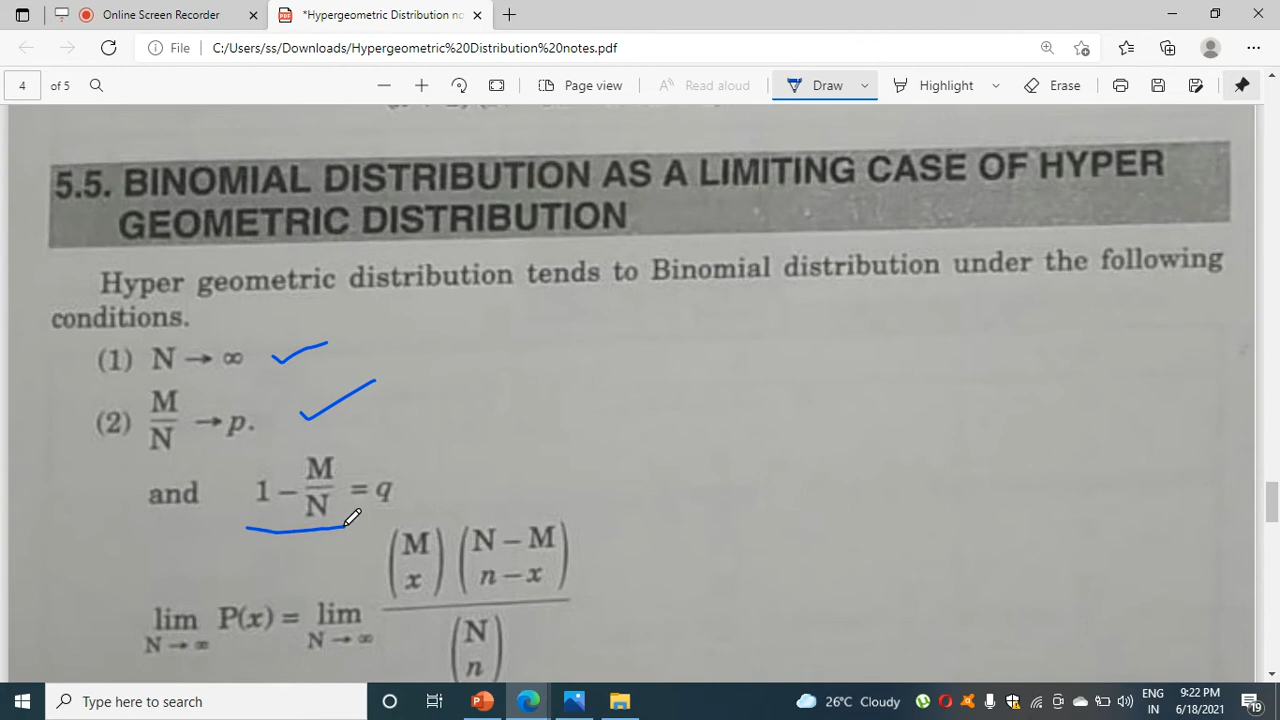 Online Screen Recorder
*Hypergeometric Distribution no
File C:/Users/ss/Downloads/Hypergeometric%20Distribution%20notes.pdf
4 of 5 Page view Read aloud Draw Highlight Erase
5.5. BINOMIAL DISTRIBUTION AS A LIMITING CASE OF HYPER
GEOMETRIC DISTRIBUTION
Hyper geometric distribution tends to Binomial distribution under the following
conditions.
(1) N → ∞
(2) M/N → p.
and 1 – M/N = q
lim N → ∞ P(x) = lim N → ∞ (M x) (N – M n – x) / (N n)
Type here to search
26°C Cloudy
ENG
IN
9:22 PM
6/18/2021
19